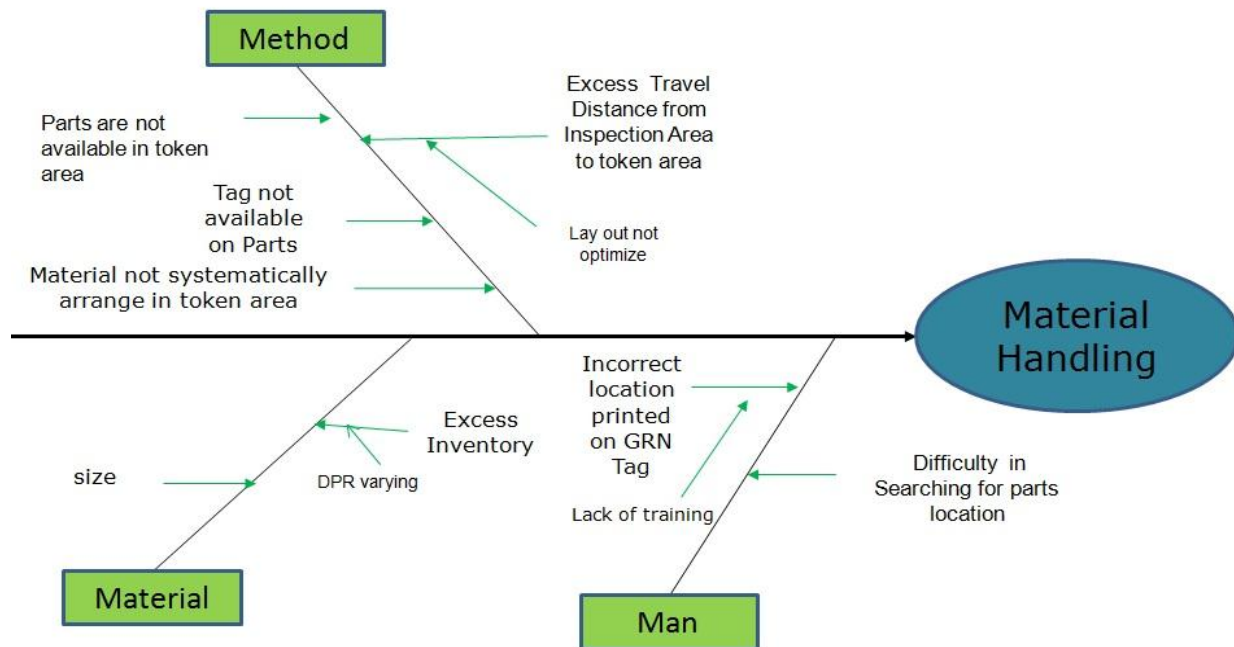 Method
Parts are not
available in token
area
Excess Travel
Distance from
Inspection Area
to token area
Tag not
available
on Parts
Lay out not
optimize
Material not systematically
arrange in token area
Material
Handling
Incorrect
location
printed
on GRN
Tag
Excess
Inventory
size
DPR varying
Lack of training
Difficulty in
Searching for parts
location
Material
Man